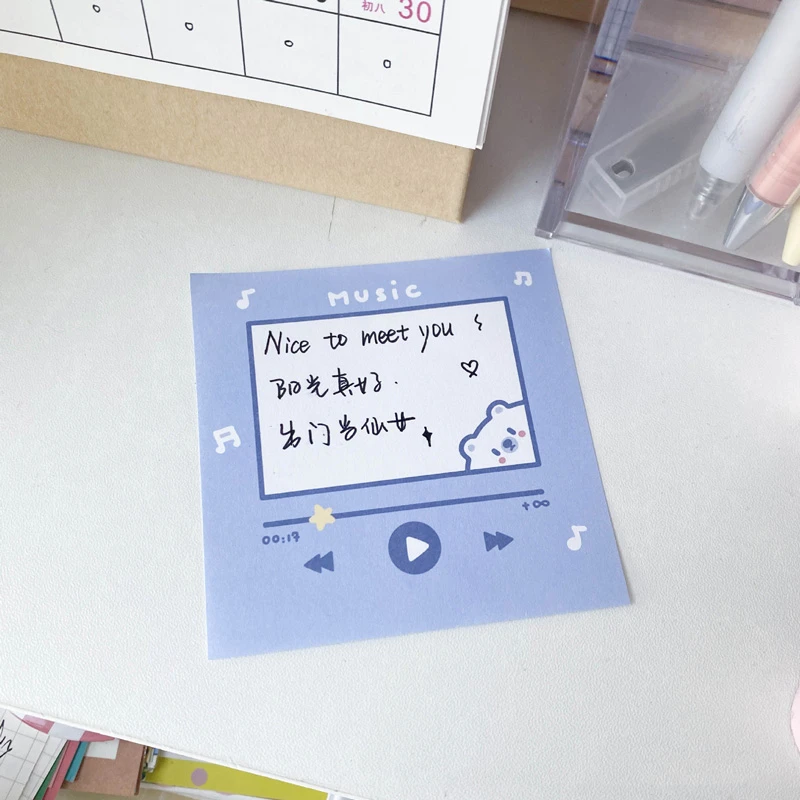 初八 30
music
Nice to meet you
阳光真好.
出门当仙女
00:17
+∞